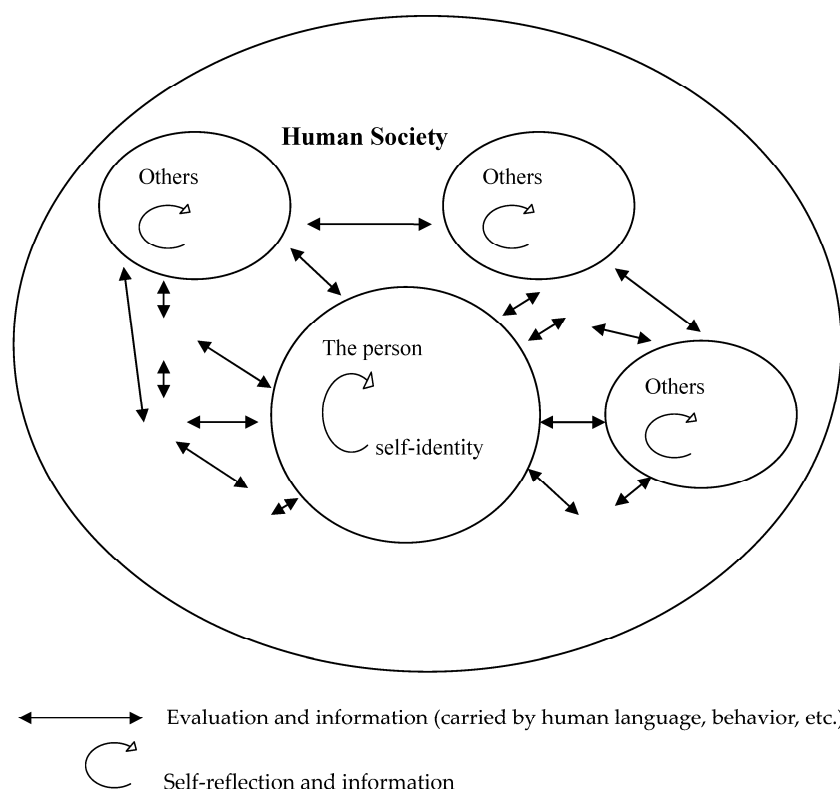 Human Society
Others
Others
The person
Others
self-identity
Evaluation and information (carried by human language, behavior, etc.)
Self-reflection and information